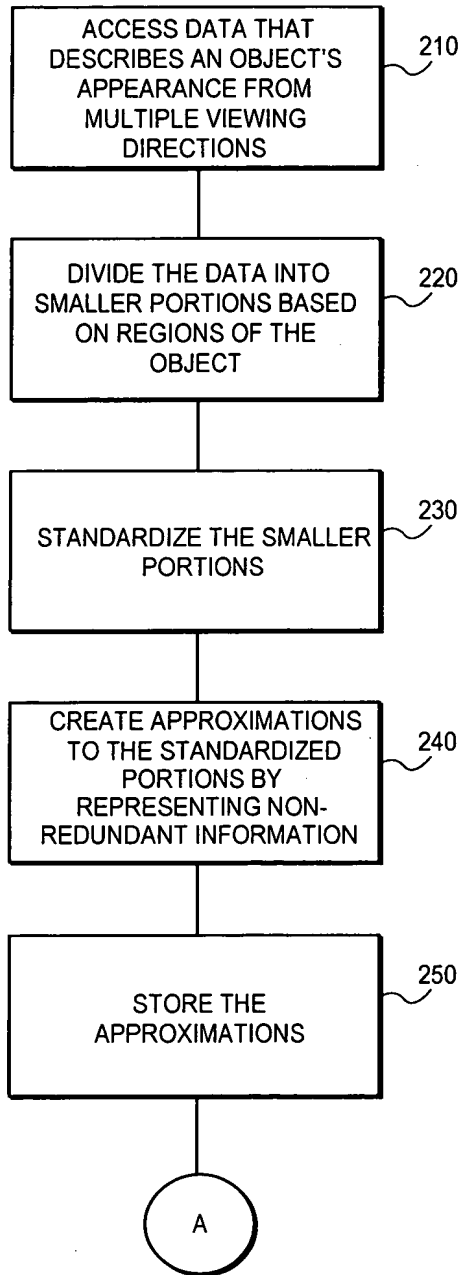 ACCESS DATA THAT
DESCRIBES AN OBJECT'S
APPEARANCE FROM
MULTIPLE VIEWING
DIRECTIONS
210
DIVIDE THE DATA INTO
SMALLER PORTIONS BASED
ON REGIONS OF THE
OBJECT
220
STANDARDIZE THE SMALLER
PORTIONS
230
CREATE APPROXIMATIONS
TO THE STANDARDIZED
PORTIONS BY
REPRESENTING NON-
REDUNDANT INFORMATION
240
STORE THE
APPROXIMATIONS
250
A